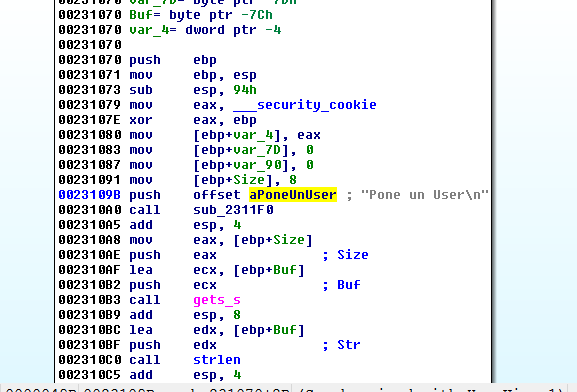 00231070 var_7D= byte ptr -7Dh
00231070 Buf= byte ptr -7Ch
00231070 var_4= dword ptr -4
00231070
00231070 push ebp
00231071 mov ebp, esp
00231073 sub esp, 94h
00231079 mov eax, ___security_cookie
0023107E xor eax, ebp
00231080 mov [ebp+var_4], eax
00231083 mov [ebp+var_7D], 0
00231087 mov [ebp+var_90], 0
00231091 mov [ebp+Size], 8
0023109B push offset aPoneUnUser ; "Pone un User\n"
002310A0 call sub_2311F0
002310A5 add esp, 4
002310A8 mov eax, [ebp+Size]
002310AE push eax ; Size
002310AF lea ecx, [ebp+Buf]
002310B2 push ecx ; Buf
002310B3 call gets_s
002310B9 add esp, 8
002310BC lea edx, [ebp+Buf]
002310BF push edx ; Str
002310C0 call strlen
002310C5 add esp, 4